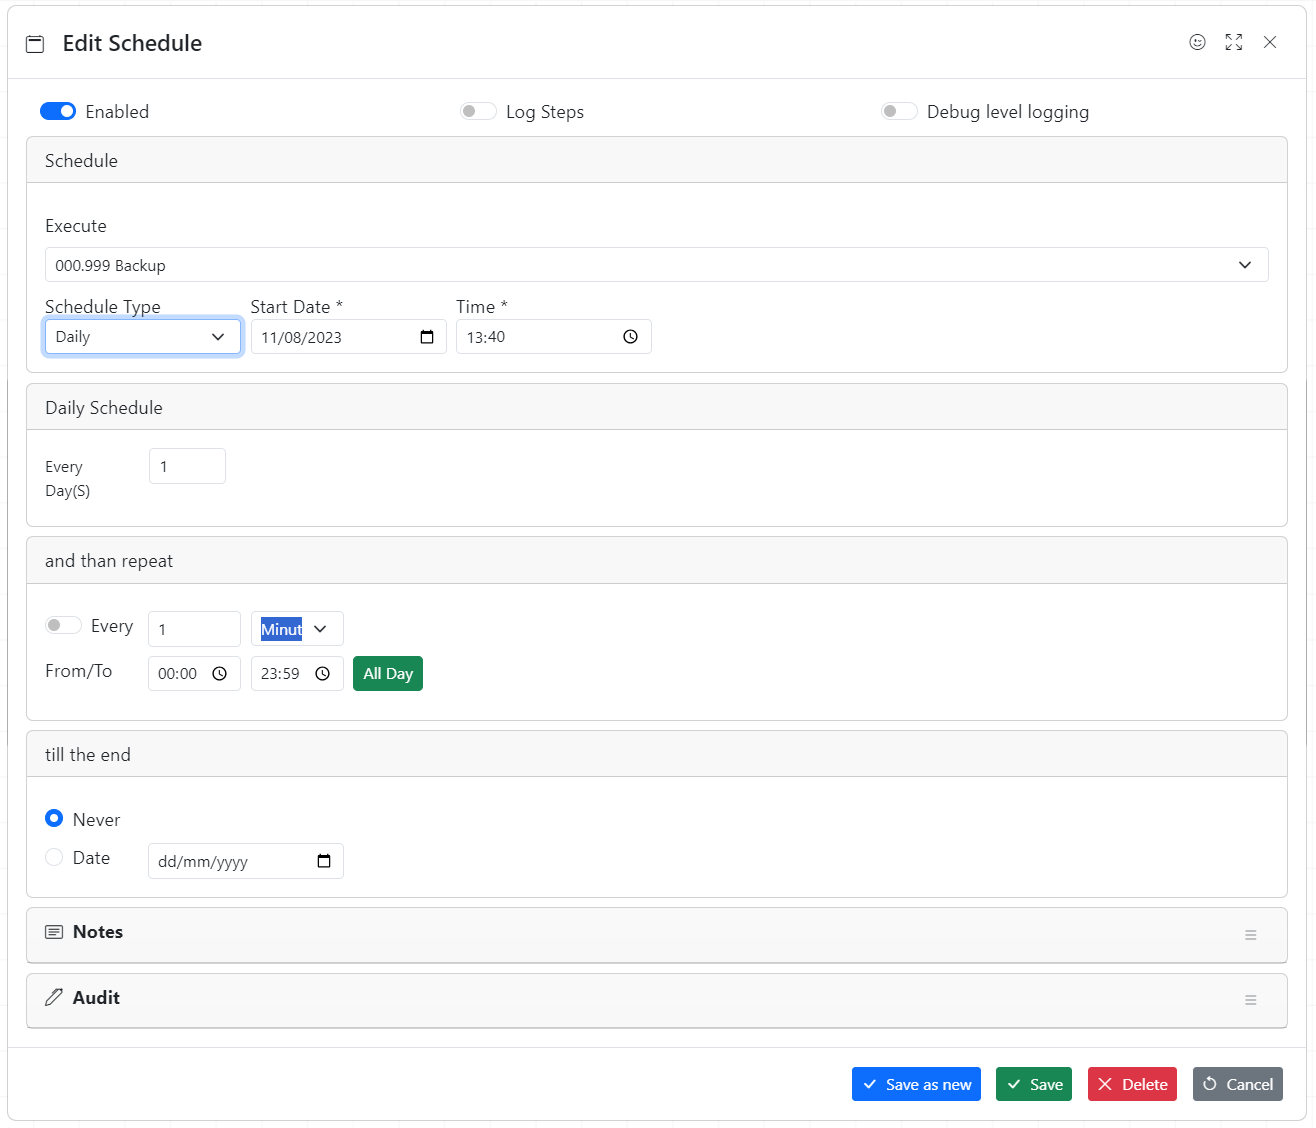 Edit Schedule
Enabled
Log Steps
Debug level logging
Schedule
Execute
000.999 Backup
Schedule Type
Start Date *
Time *
Daily
11/08/2023
13:40
Daily Schedule
Every
Day(S)
1
and than repeat
Every
1
Minut
From/To
00:00
23:59
All Day
till the end
Never
Date
dd/mm/yyyy
Notes
Audit
Save as new
Save
Delete
Cancel